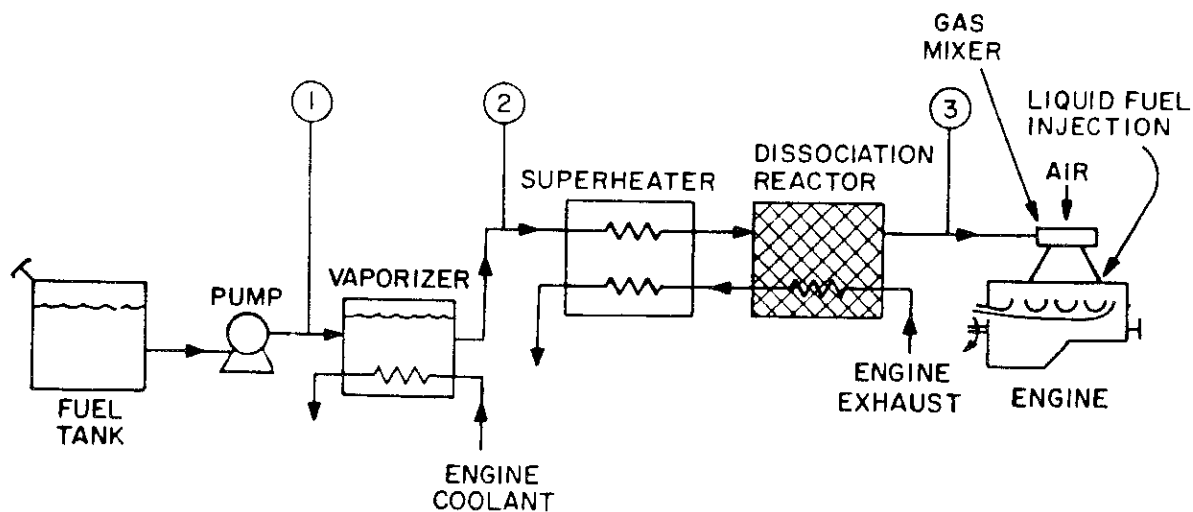 GAS
MIXER
1
2
3
LIQUID FUEL
INJECTION
DISSOCIATION
REACTOR
AIR
SUPERHEATER
VAPORIZER
PUMP
FUEL
TANK
ENGINE
COOLANT
ENGINE
EXHAUST
ENGINE